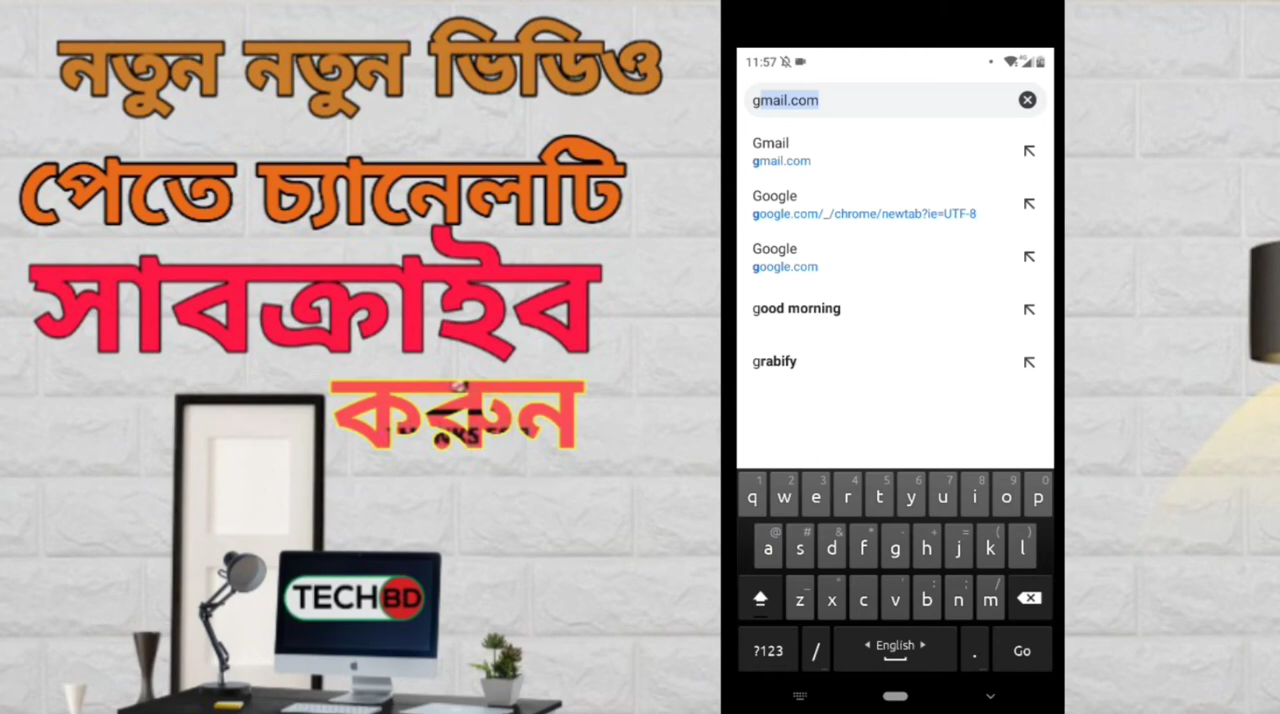 নতুন নতুন ভিডিও
পেতে চ্যানেলটি
সাবক্রাইব
করুন
TECHBD
11:57
gmail.com
Gmail
gmail.com
Google
google.com/_/chrome/newtab?ie=UTF-8
Google
google.com
good morning
grabify
1 2 3 4 5 6 7 8 9 0
q w e r t y u i o p
@ # & * - + = ( )
a s d f g h j k l
z x c v b n m
?123 / English . Go